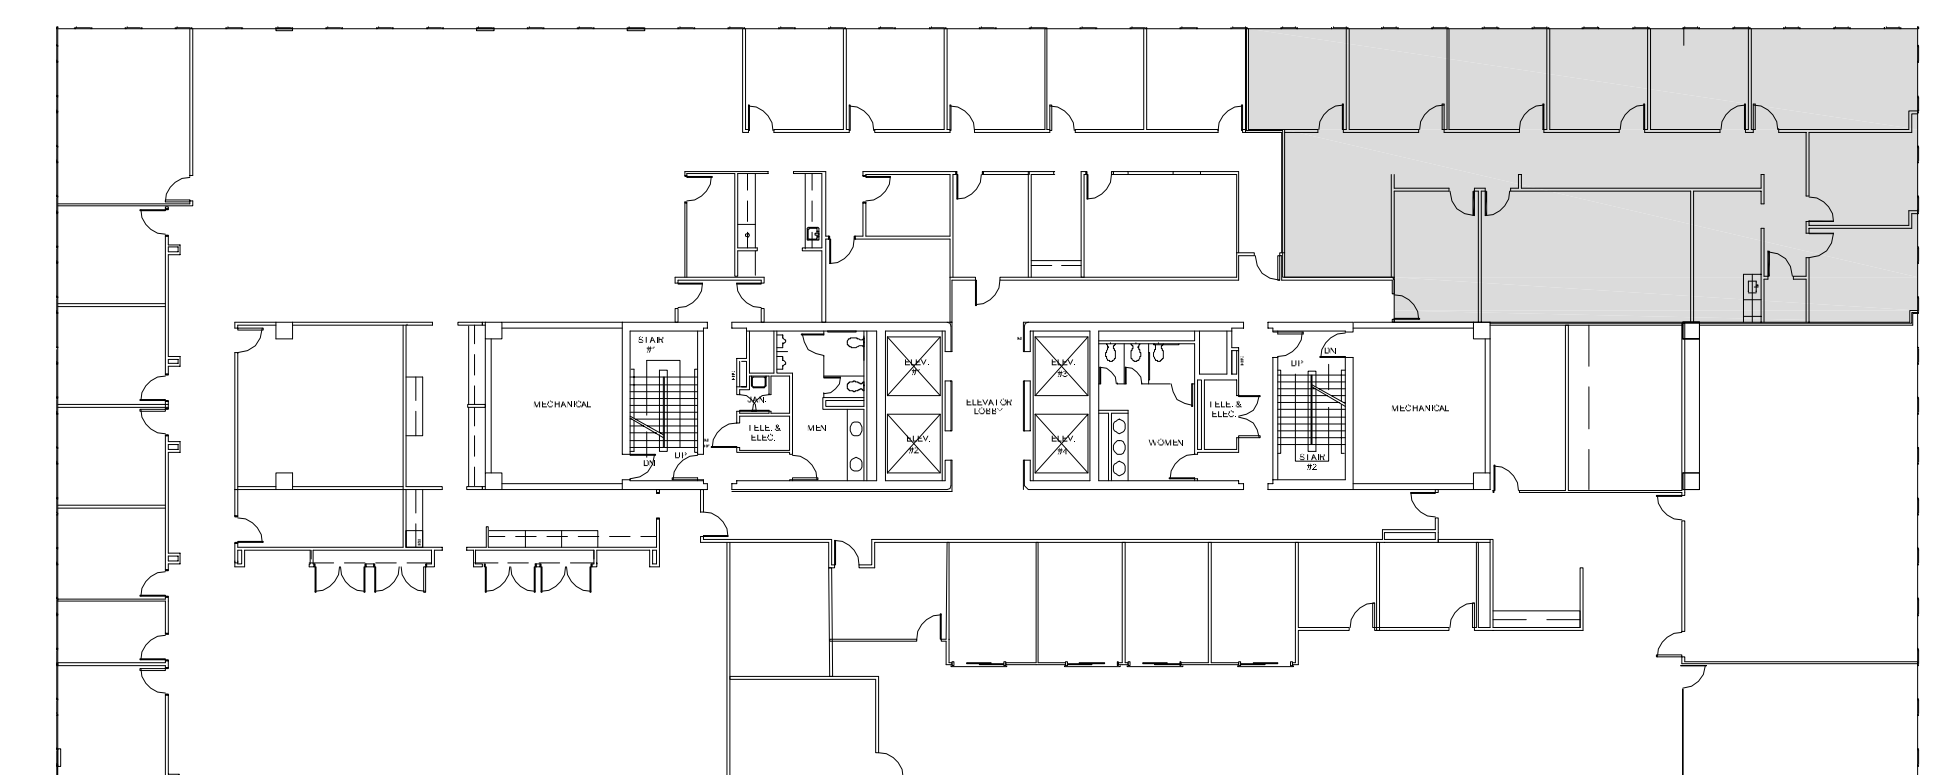 STAIR
#1
ELEV.
#1
ELEV.
#3
UP
DN
MECHANICAL
JAN.
ELEVATOR
LOBBY
TELE. &
ELEC.
MECHANICAL
TELE. &
ELEC.
MEN
ELEV.
#2
ELEV.
#4
WOMEN
DN
UP
STAIR
#2